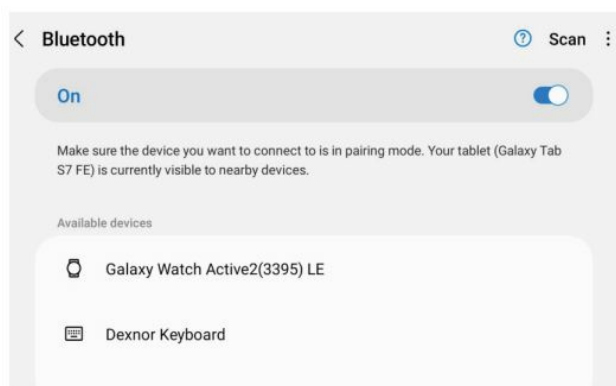 Bluetooth
Scan
On
Make sure the device you want to connect to is in pairing mode. Your tablet (Galaxy Tab
S7 FE) is currently visible to nearby devices.
Available devices
Galaxy Watch Active2(3395) LE
Dexnor Keyboard